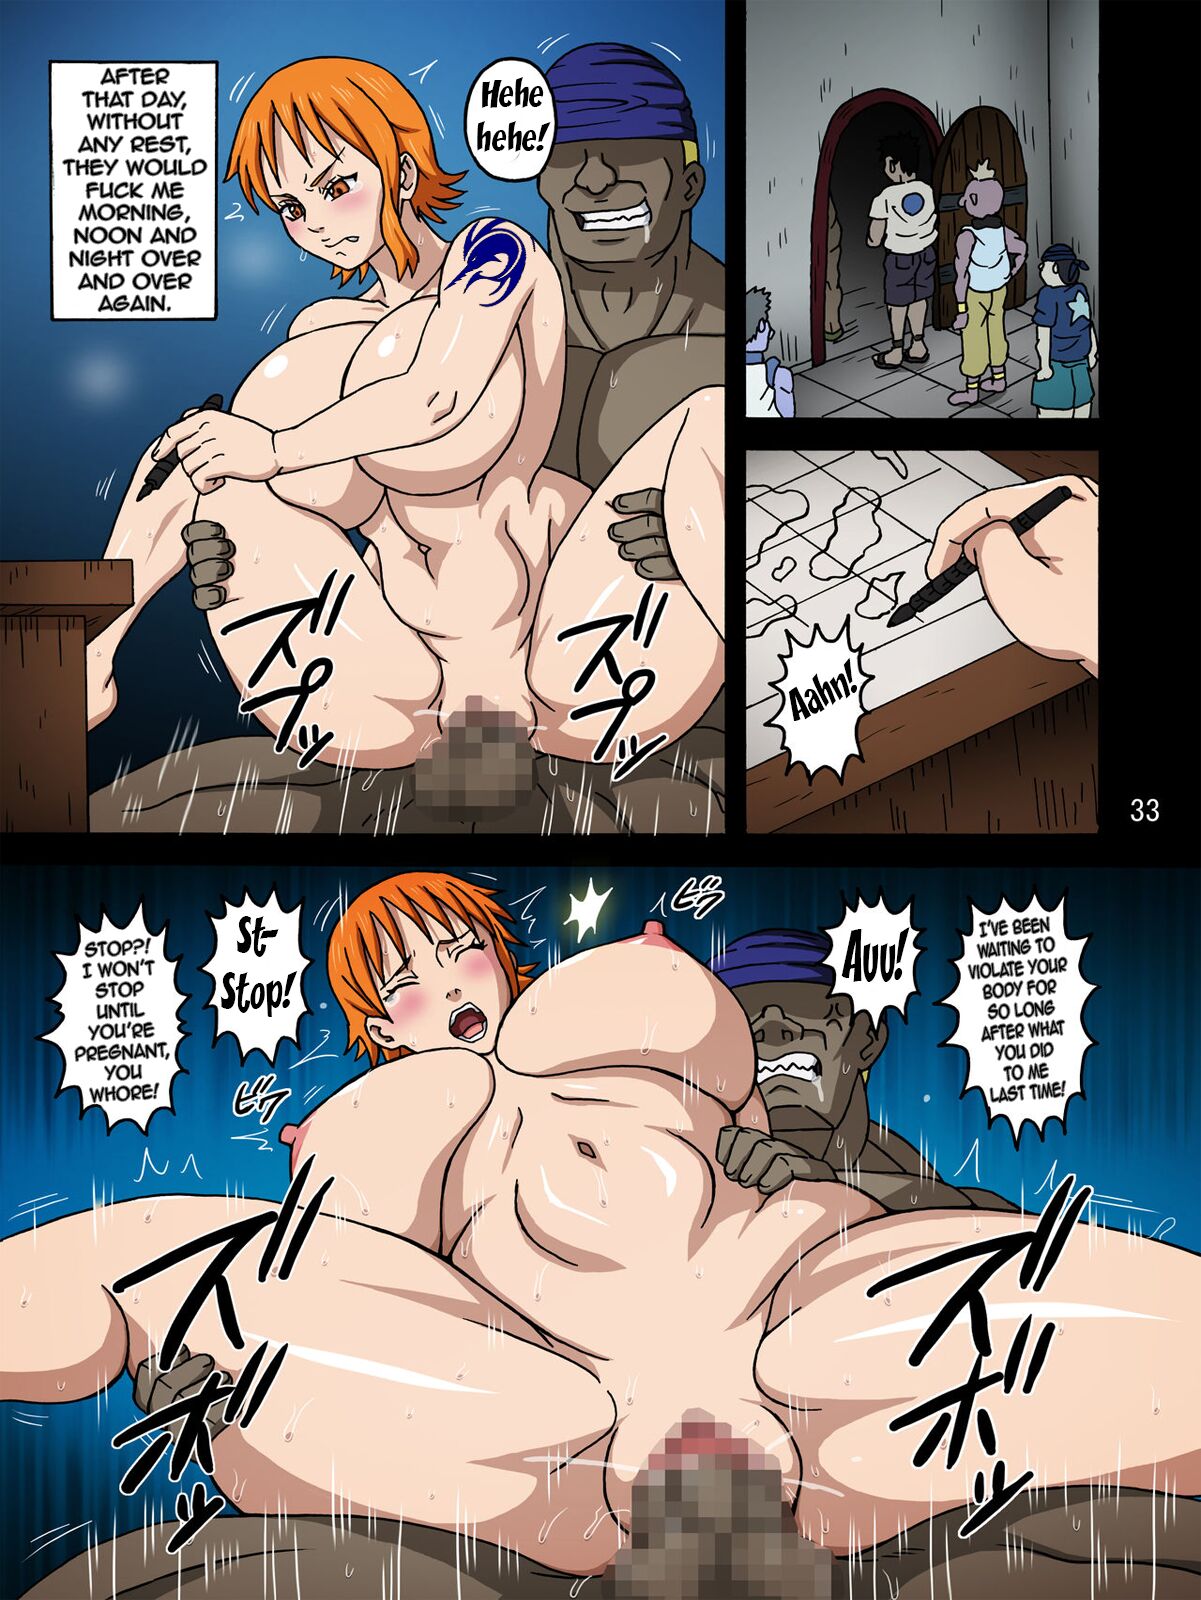 AFTER
THAT DAY,
WITHOUT
ANY REST,
THEY WOULD
FUCK ME
MORNING,
NOON AND
NIGHT OVER
AND OVER
AGAIN.
Hehe
hehe!
ズプッ
ズプッ
Aahn!
33
STOP?!
I WON'T
STOP
UNTIL
YOU'RE
PREGNANT,
YOU
WHORE!
St-
Stop!
ビク
ビク
Auu!
I'VE BEEN
WAITING TO
VIOLATE YOUR
BODY FOR
SO LONG
AFTER WHAT
YOU DID
TO ME
LAST TIME!
ズボッ
ズボッ